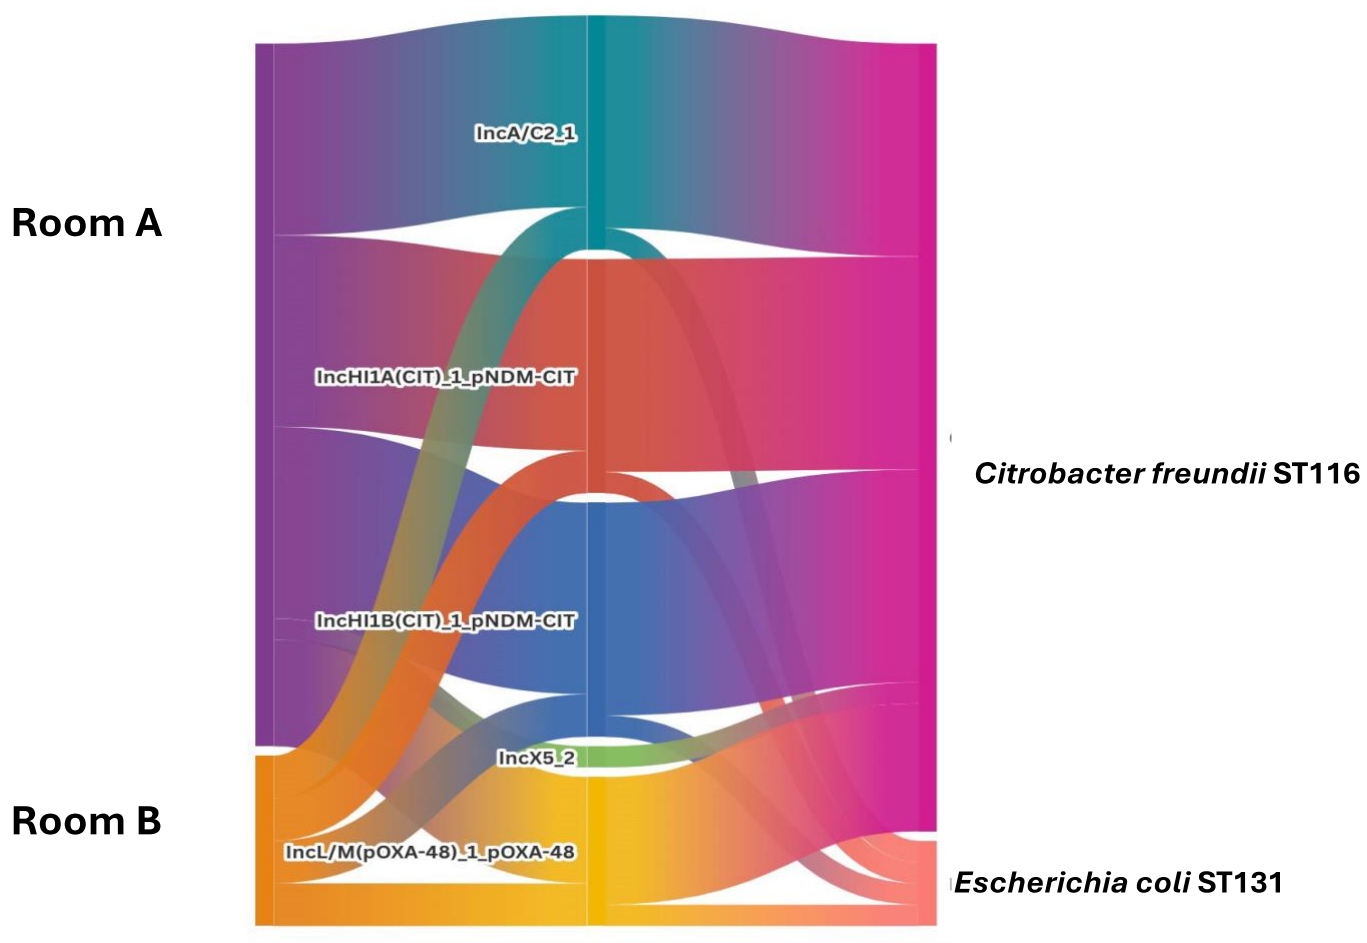 IncA/C2_1
Room A
IncHI1A(CIT)_1_pNDM-CIT
Citrobacter freundii ST116
IncHI1B(CIT)_1_pNDM-CIT
IncX5_2
Room B
IncL/M(pOXA-48)_1_pOXA-48
Escherichia coli ST131